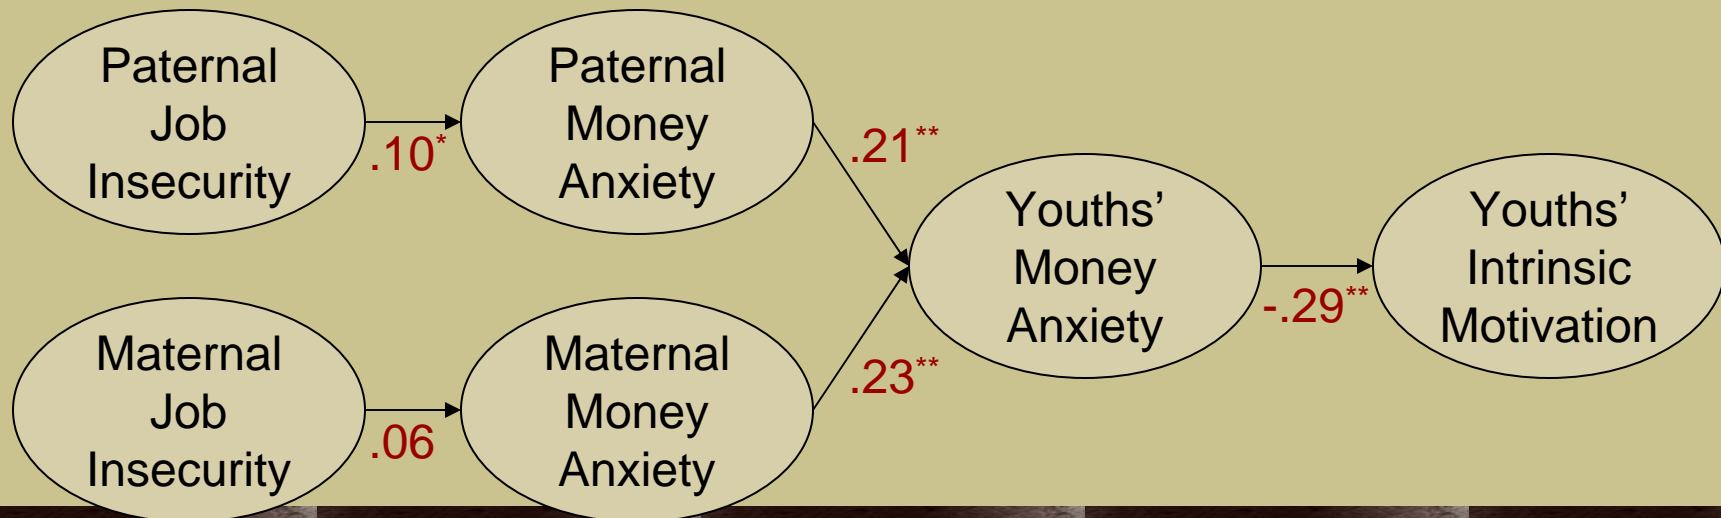 Paternal
Job
Insecurity
.10*
Paternal
Money
Anxiety
.21**
Maternal
Job
Insecurity
.06
Maternal
Money
Anxiety
.23**
Youths’
Money
Anxiety
-.29**
Youths’
Intrinsic
Motivation